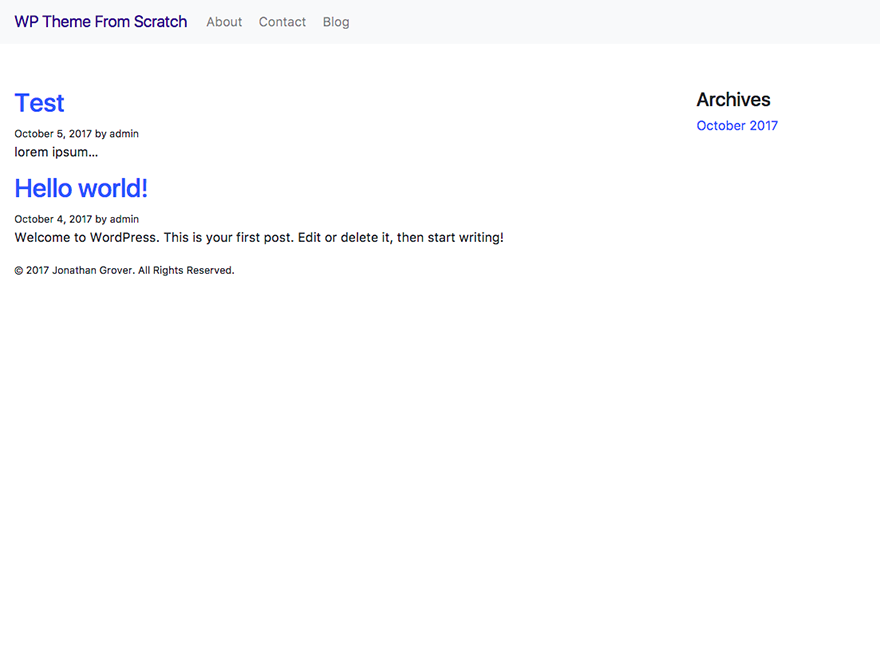 WP Theme From Scratch About Contact Blog
Test
October 5, 2017 by admin
lorem ipsum...
Hello world!
October 4, 2017 by admin
Welcome to WordPress. This is your first post. Edit or delete it, then start writing!
© 2017 Jonathan Grover. All Rights Reserved.
Archives
October 2017